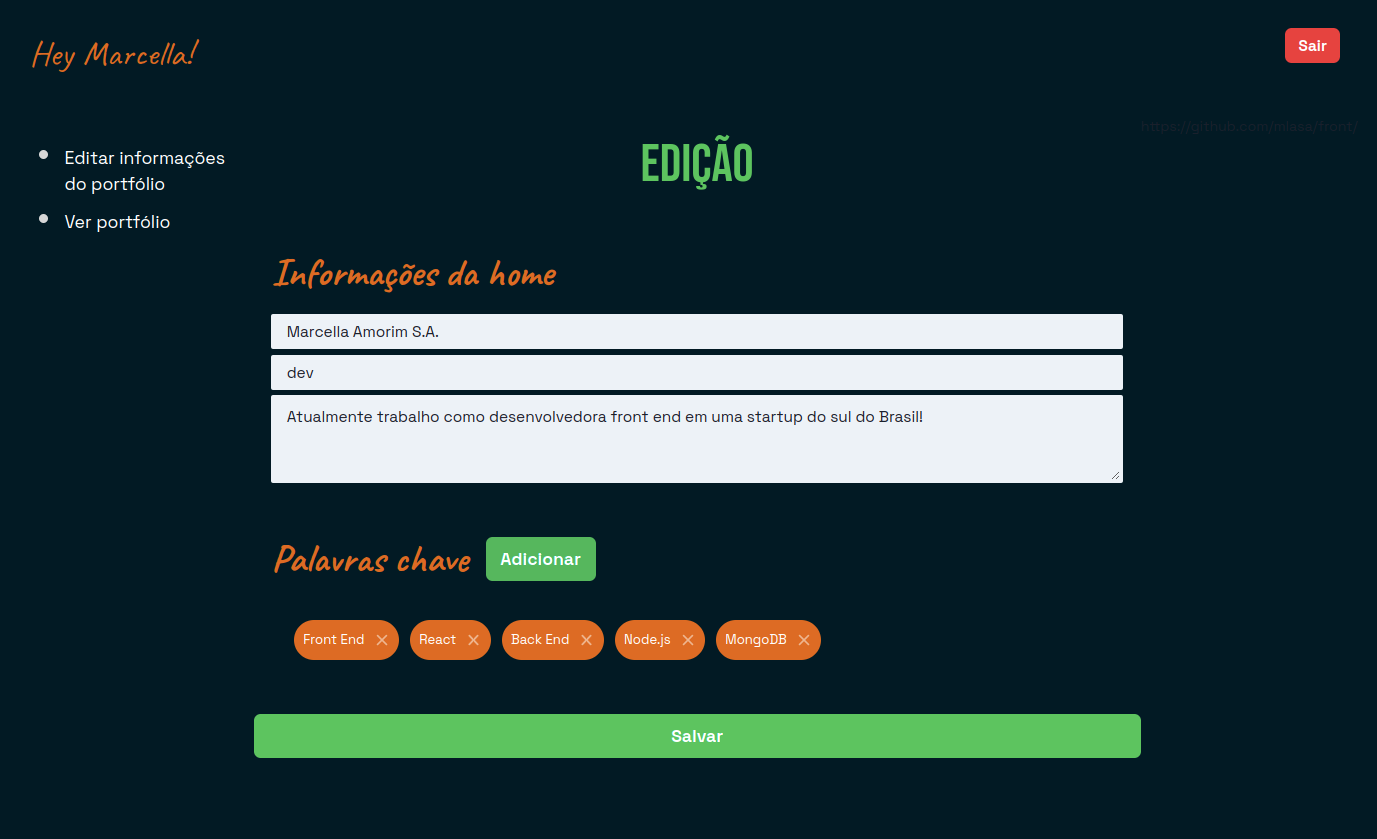 Hey Marcella!
Sair
https://github.com/mlasa/front/
Editar informações
do portfólio
Ver portfólio
EDIÇÃO
Informações da home
Marcella Amorim S.A.
dev
Atualmente trabalho como desenvolvedora front end em uma startup do sul do Brasil!
Palavras chave
Adicionar
Front End
React
Back End
Node.js
MongoDB
Salvar